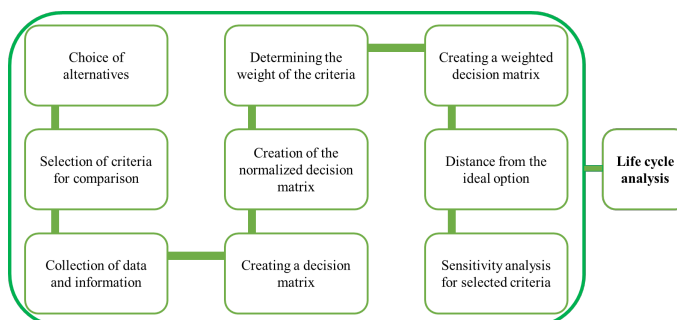 Choice of
alternatives
Selection of criteria
for comparison
Collection of data
and information
Creating a decision
matrix
Creation of the
normalized decision
matrix
Determining the
weight of the criteria
Creating a weighted
decision matrix
Distance from the
ideal option
Sensitivity analysis
for selected criteria
Life cycle
analysis